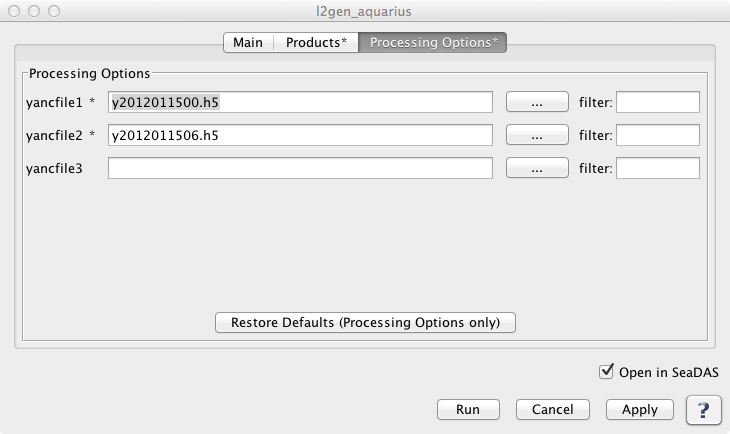 l2gen_aquarius
Main Products* Processing Options*
Processing Options
yancfile1 * y2012011500.h5 ... filter:
yancfile2 * y2012011506.h5 ... filter:
yancfile3 ... filter:
Restore Defaults (Processing Options only)
Open in SeaDAS
Run Cancel Apply ?